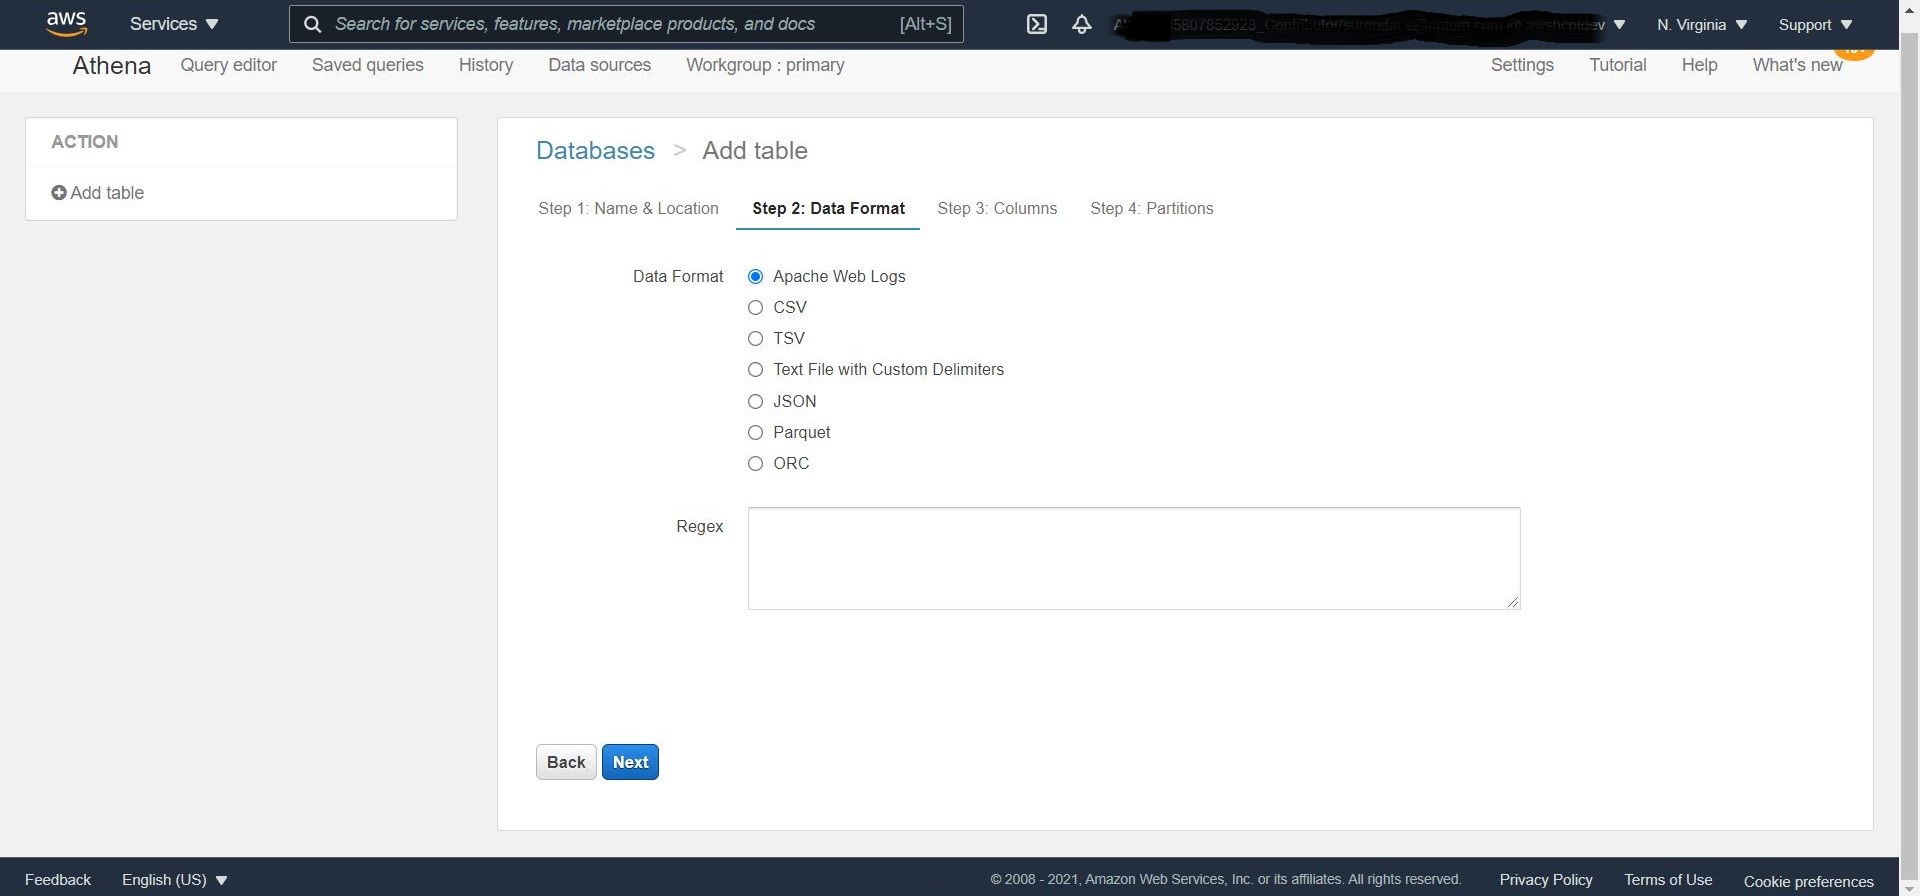 aws Services Search for services, features, marketplace products, and docs [Alt+S] N. Virginia Support
Athena Query editor Saved queries History Data sources Workgroup : primary Settings Tutorial Help What's new
ACTION
Add table
Databases > Add table
Step 1: Name & Location Step 2: Data Format Step 3: Columns Step 4: Partitions
Data Format Apache Web Logs
CSV
TSV
Text File with Custom Delimiters
JSON
Parquet
ORC
Regex
Back Next
Feedback English (US) © 2008 - 2021, Amazon Web Services, Inc. or its affiliates. All rights reserved. Privacy Policy Terms of Use Cookie preferences